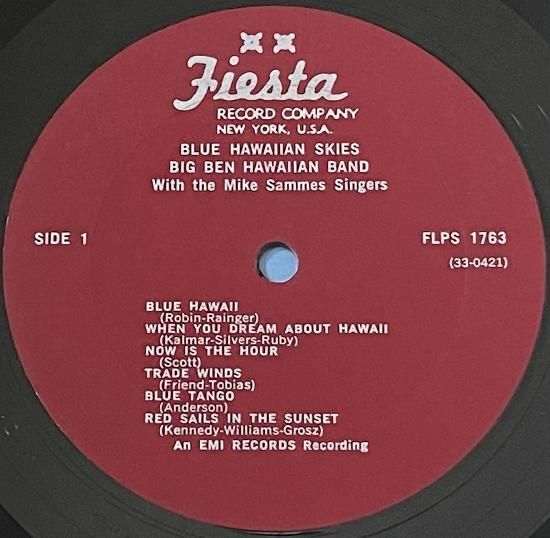 Fiesta
RECORD COMPANY
NEW YORK, U.S.A.
BLUE HAWAIIAN SKIES
BIG BEN HAWAIIAN BAND
With the Mike Sammes Singers
SIDE 1
FLPS 1763
(33-0421)
BLUE HAWAII
(Robin-Rainger)
WHEN YOU DREAM ABOUT HAWAII
(Kalmar-Silvers-Ruby)
NOW IS THE HOUR
(Scott)
TRADE WINDS
(Friend-Tobias)
BLUE TANGO
(Anderson)
RED SAILS IN THE SUNSET
(Kennedy-Williams-Grosz)
An EMI RECORDS Recording